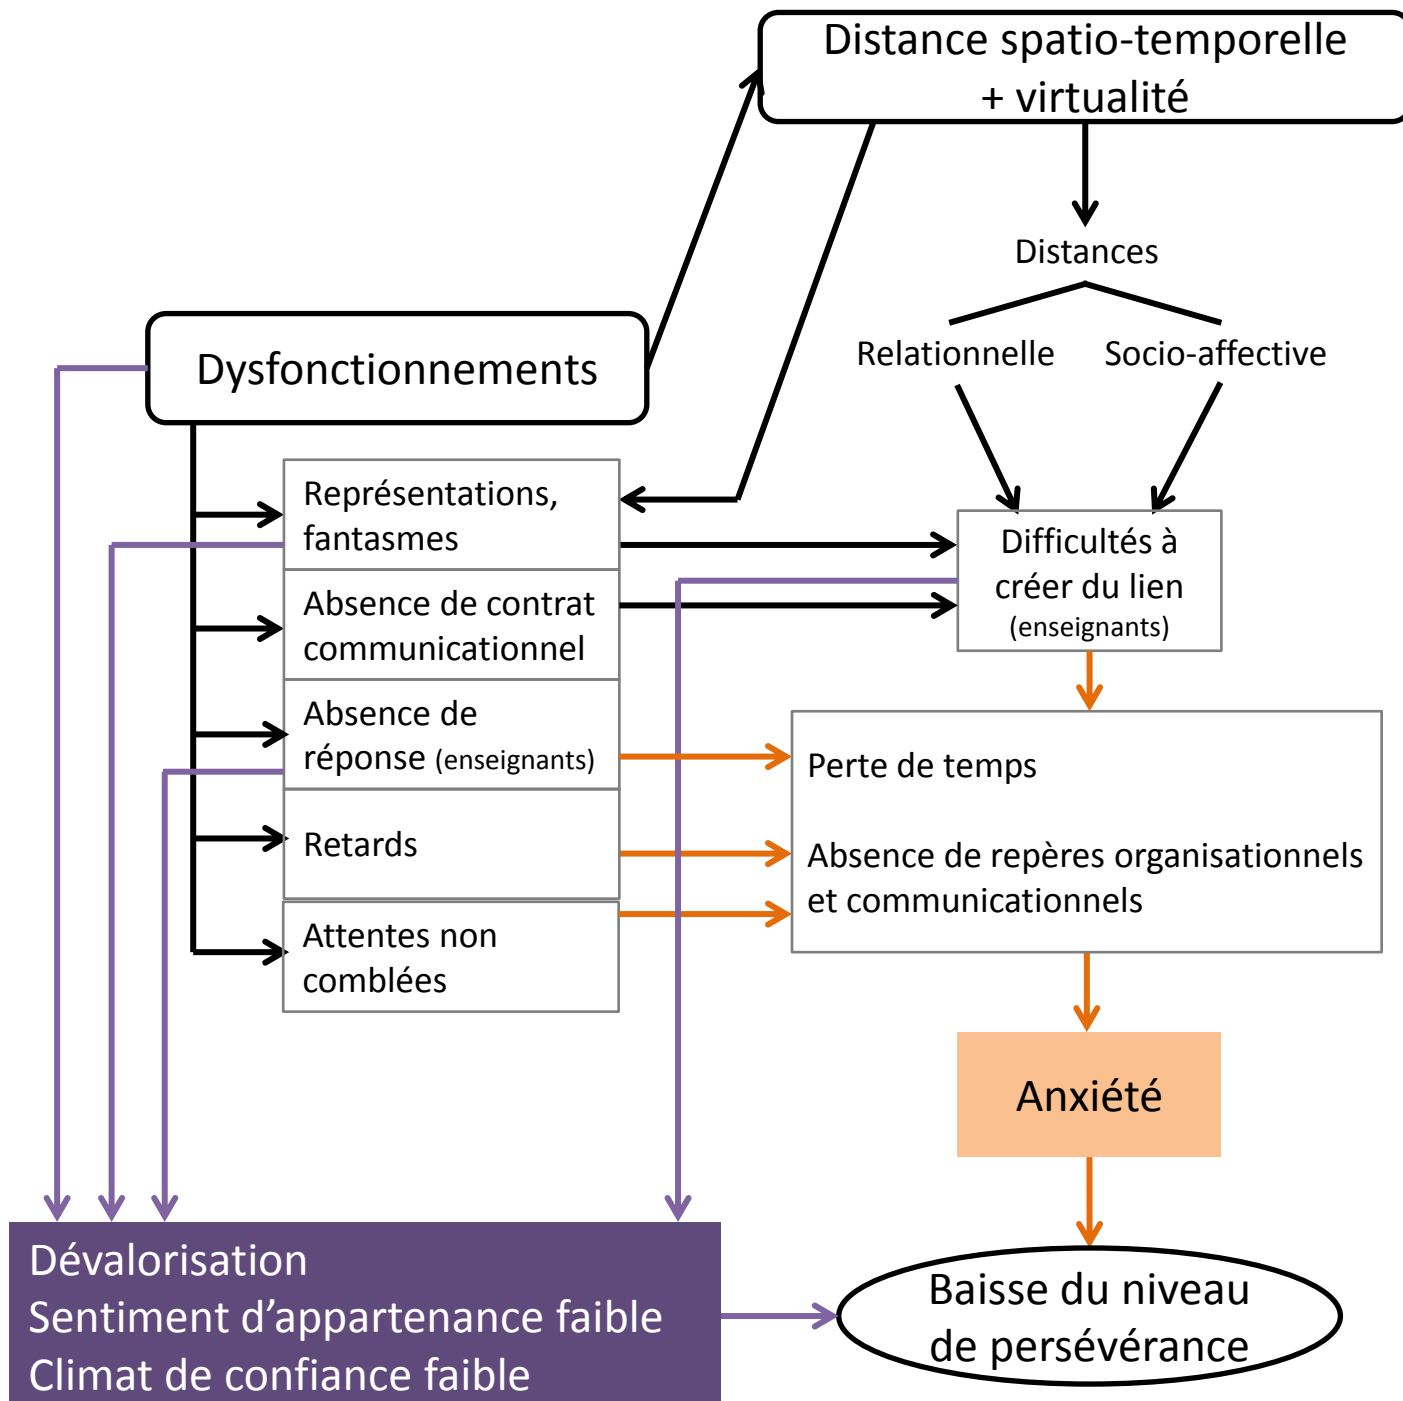 Distance spatio-temporelle
+ virtualité
Distances
Relationnelle
Socio-affective
Dysfonctionnements
Représentations,
fantasmes
Absence de contrat
communicationnel
Absence de
réponse (enseignants)
Retards
Attentes non
comblées
Difficultés à
créer du lien
(enseignants)
Perte de temps
Absence de repères organisationnels
et communicationnels
Anxiété
Dévalorisation
Sentiment d’appartenance faible
Climat de confiance faible
Baisse du niveau
de persévérance